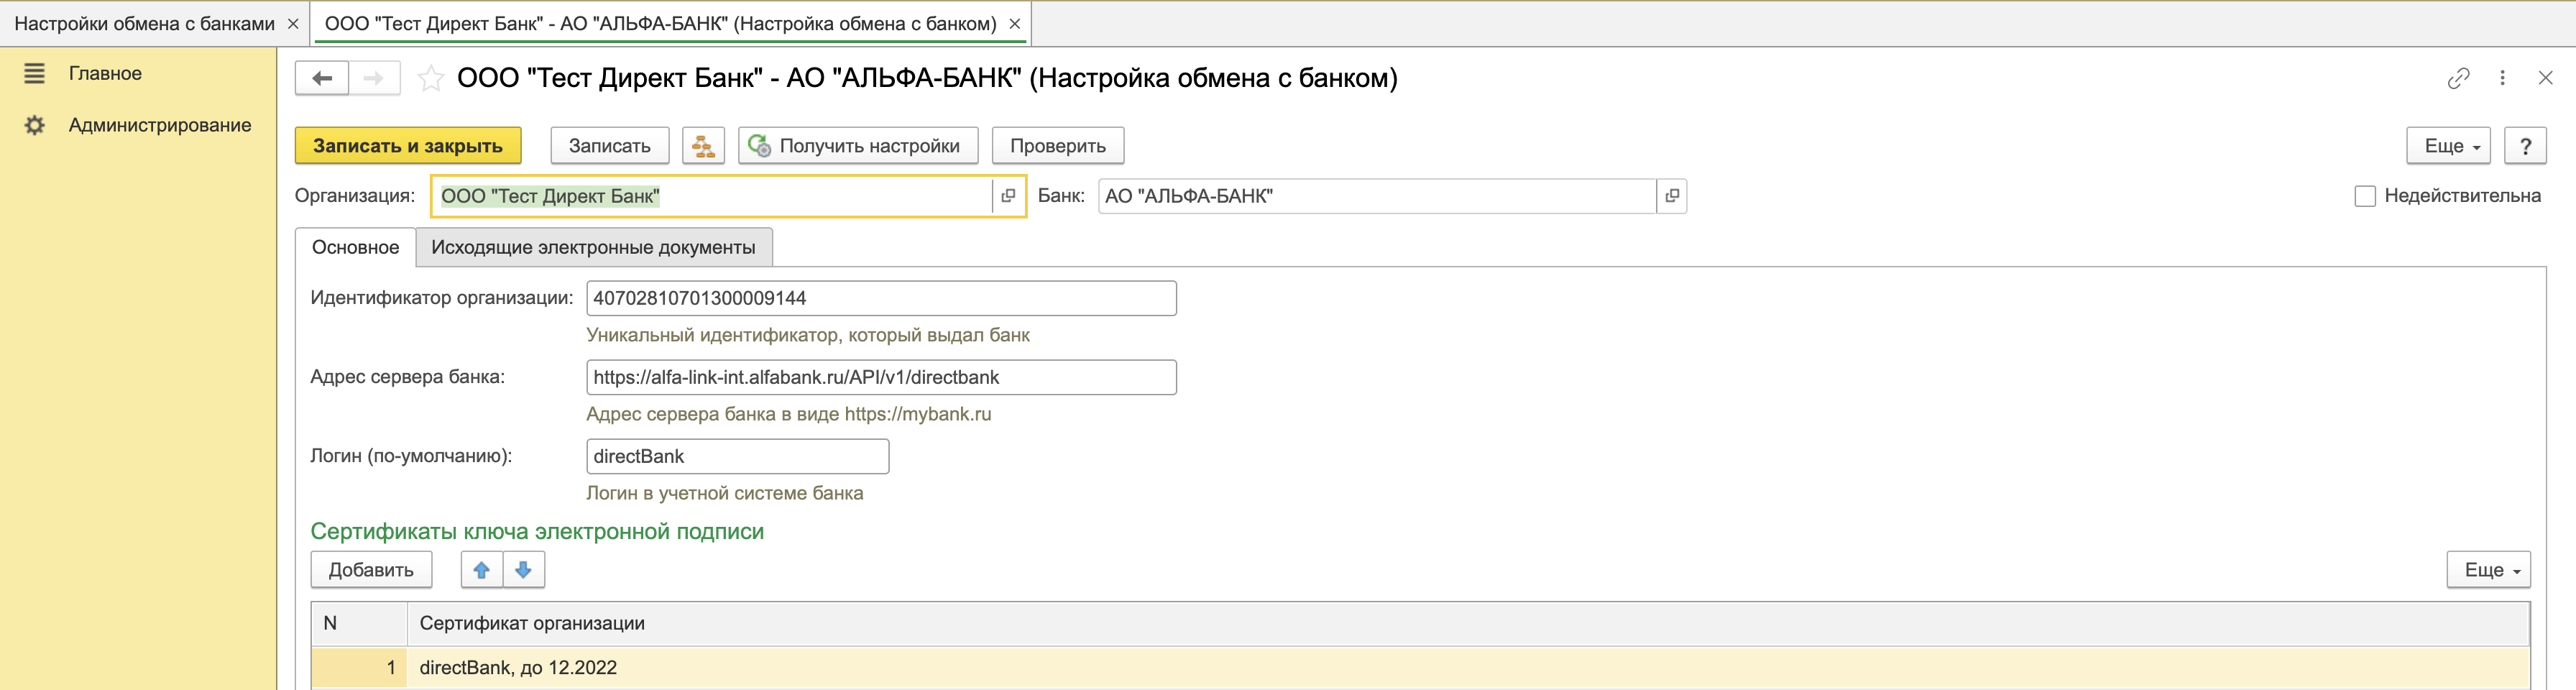 Настройки обмена с банками ×
ООО "Тест Директ Банк" - АО "АЛЬФА-БАНК" (Настройка обмена с банком) ×
Главное
Администрирование
ООО "Тест Директ Банк" - АО "АЛЬФА-БАНК" (Настройка обмена с банком)
Записать и закрыть
Записать
Получить настройки
Проверить
Еще
?
Организация: ООО "Тест Директ Банк"
Банк: АО "АЛЬФА-БАНК"
Недействительна
Основное
Исходящие электронные документы
Идентификатор организации: 40702810701300009144
Уникальный идентификатор, который выдал банк
Адрес сервера банка: https://alfa-link-int.alfabank.ru/API/v1/directbank
Адрес сервера банка в виде https://mybank.ru
Логин (по-умолчанию): directBank
Логин в учетной системе банка
Сертификаты ключа электронной подписи
Добавить
Еще
N Сертификат организации
1 directBank, до 12.2022